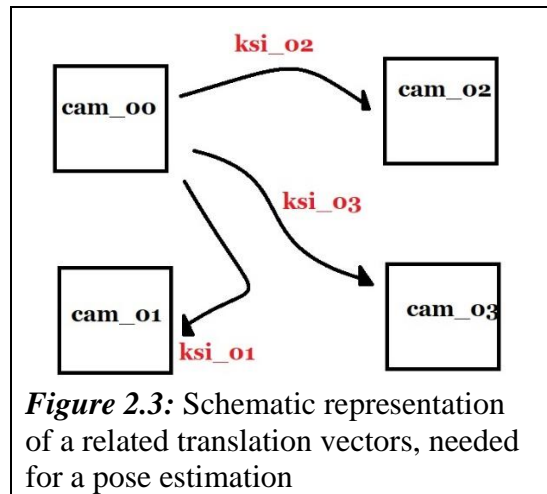 ksi_02
cam_00
cam_02
ksi_03
cam_01
cam_03
ksi_01
Figure 2.3: Schematic representation
of a related translation vectors, needed
for a pose estimation